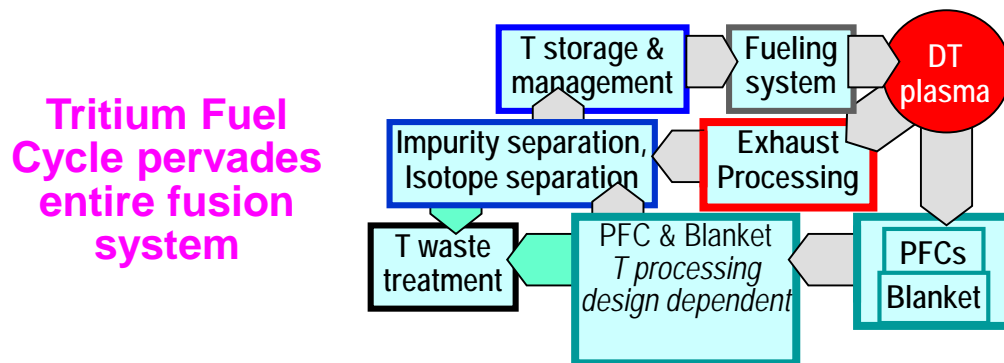 Tritium Fuel
Cycle pervades
entire fusion
system
T storage &
management
Fueling
system
DT
plasma
Impurity separation,
Isotope separation
Exhaust
Processing
T waste
treatment
PFC & Blanket
T processing
design dependent
PFCs
Blanket